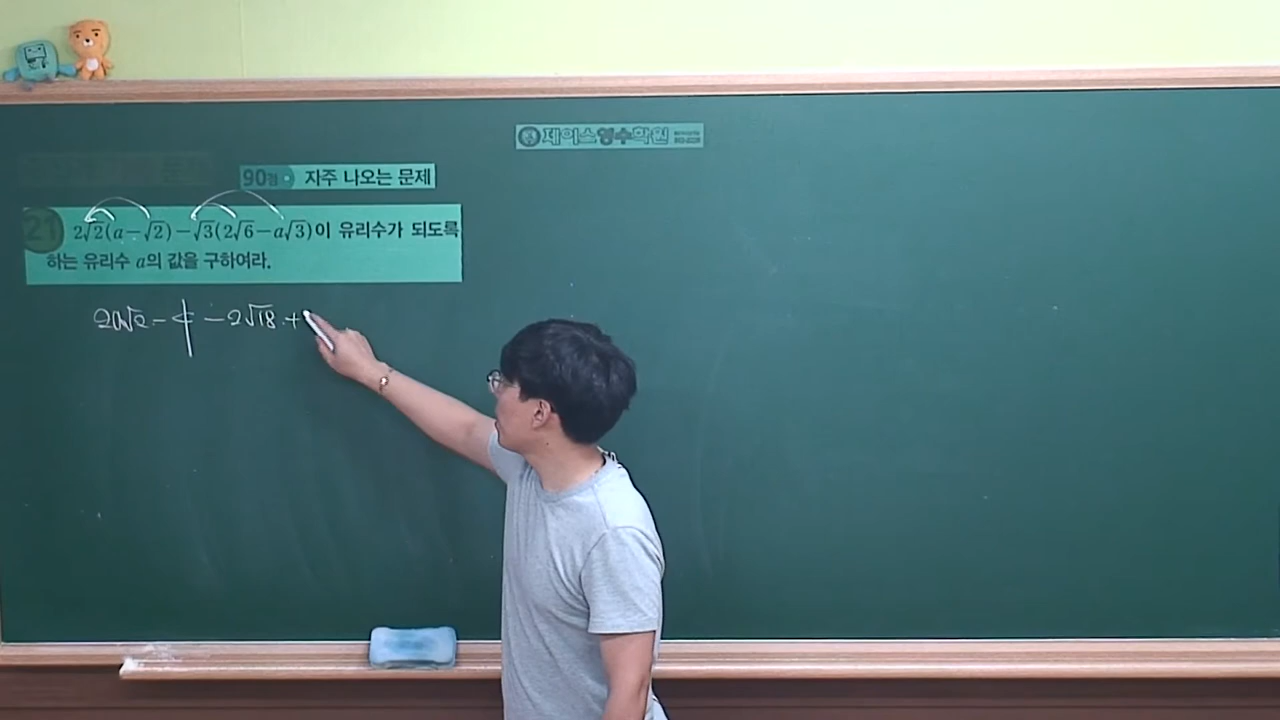 제이스영수학원
90점 자주 나오는 문제
21 2√2(a-√2)-√3(2√6-a√3)이 유리수가 되도록
하는 유리수 a의 값을 구하여라.
2a√2 - 4 - 2√18 +